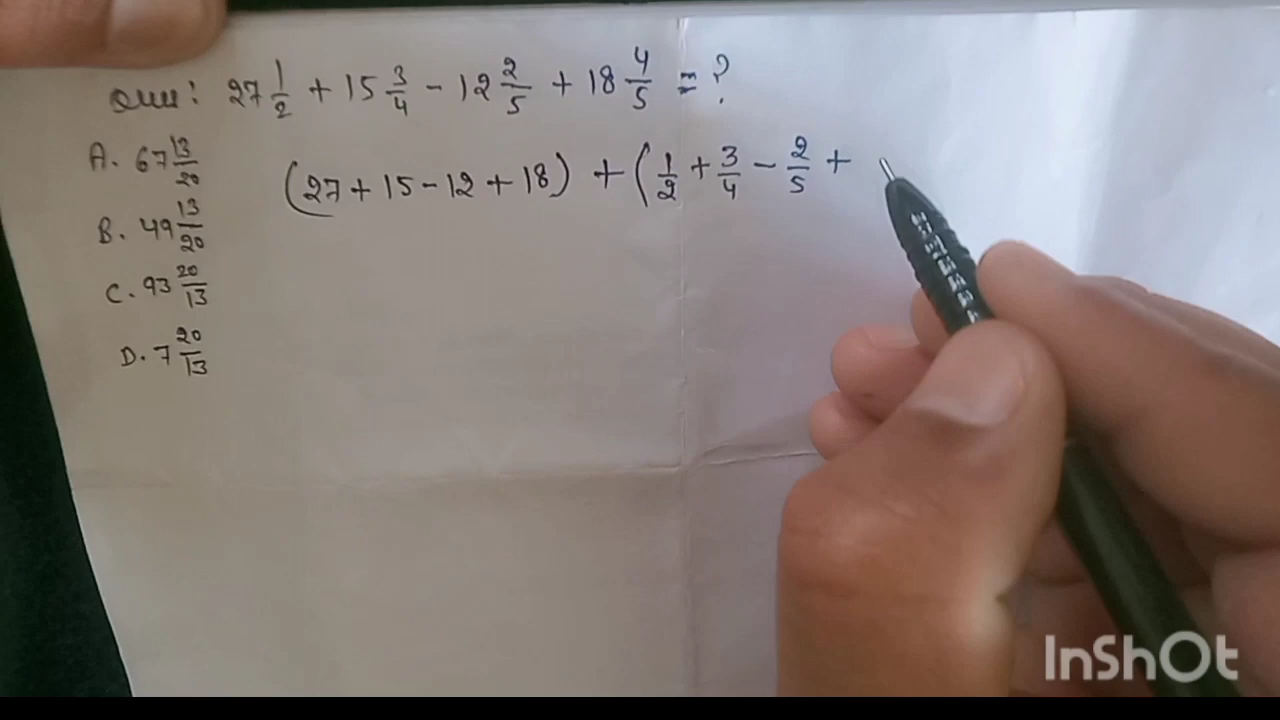 Ques: 27 1/2 + 15 3/4 - 12 2/5 + 18 4/5 = ?
A. 67 13/20
(27 + 15 - 12 + 18) + (1/2 + 3/4 - 2/5 +
B. 49 13/20
C. 93 20/13
D. 7 20/13
InShOt